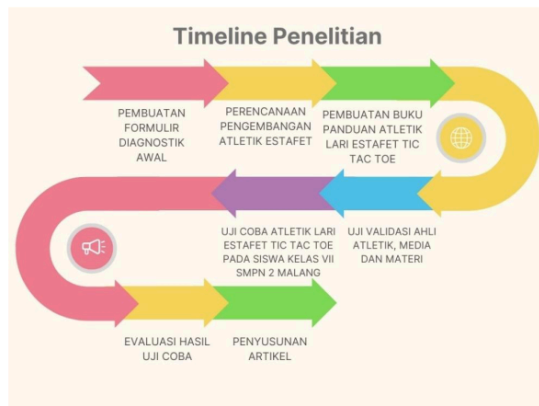 Timeline Penelitian
PEMBUATAN
FORMULIR
DIAGNOSTIK
AWAL
PERENCANAAN
PENGEMBANGAN
ATLETIK ESTAFET
PEMBUATAN BUKU
PANDUAN ATLETIK
LARI ESTAFET TIC
TAC TOE
UJI VALIDASI AHLI
ATLETIK, MEDIA
DAN MATERI
UJI COBA ATLETIK LARI
ESTAFET TIC TAC TOE
PADA SISWA KELAS VII
SMPN 2 MALANG
EVALUASI HASIL
UJI COBA
PENYUSUNAN
ARTIKEL